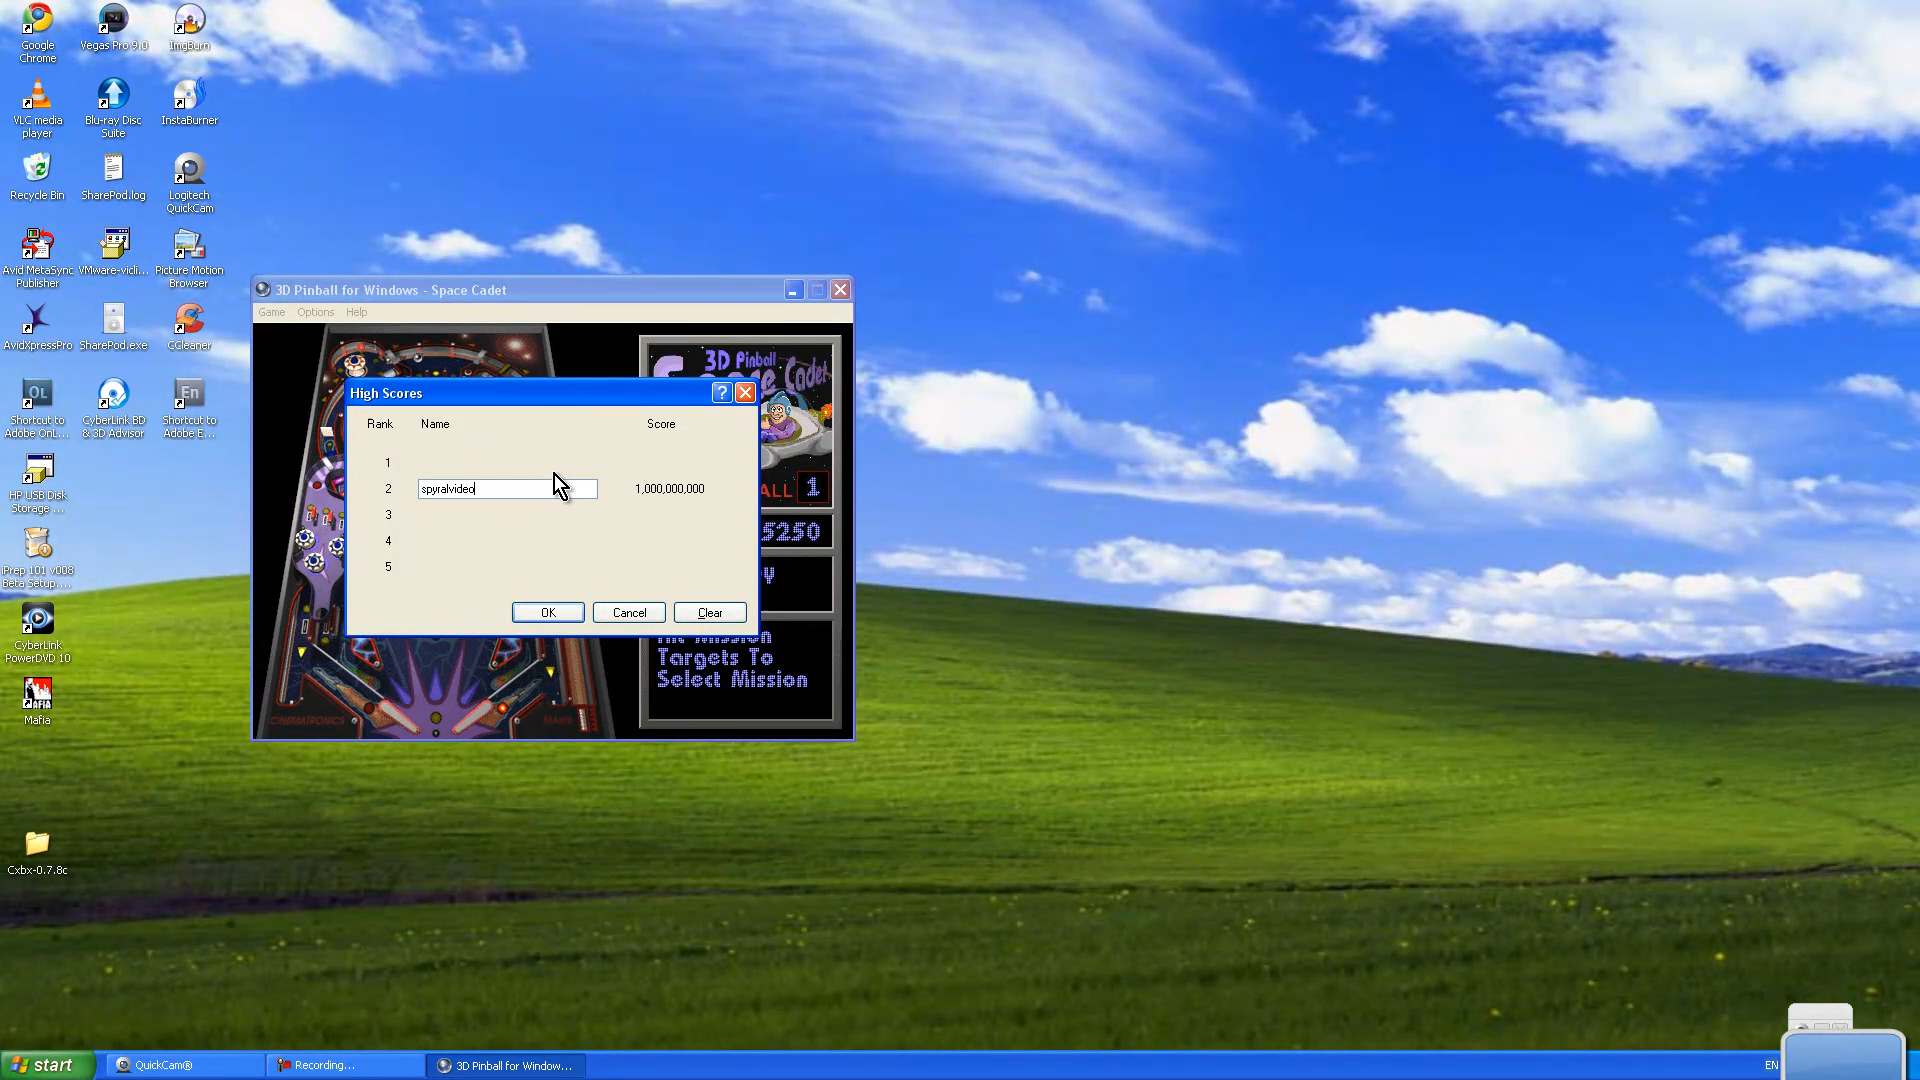 Google
Chrome
Vegas Pro 9.0
ImgBurn
VLC media
player
Blu-ray Disc
Suite
InstaBurner
Recycle Bin
SharePod.log
Logitech
QuickCam
Avid MetaSync
Publisher
VMware-vicli...
Picture Motion
Browser
AvidXpressPro
SharePod.exe
CCleaner
OL
Shortcut to
Adobe OnL...
CyberLink BD
& 3D Advisor
En
Shortcut to
Adobe E...
HP USB Disk
Storage ...
iPrep 101 v008
Beta Setup....
CyberLink
PowerDVD 10
MAFIA
Mafia
Cxbx-0.7.8c
3D Pinball for Windows - Space Cadet
Game Options Help
3D Pinball
Cadet
ALL 1
5250
Y
Targets To
Select Mission
CINEMATRONICS
High Scores
?
Rank Name Score
1
2 spyralvideo 1,000,000,000
3
4
5
OK Cancel Clear
start
QuickCam®
Recording...
3D Pinball for Window...
EN